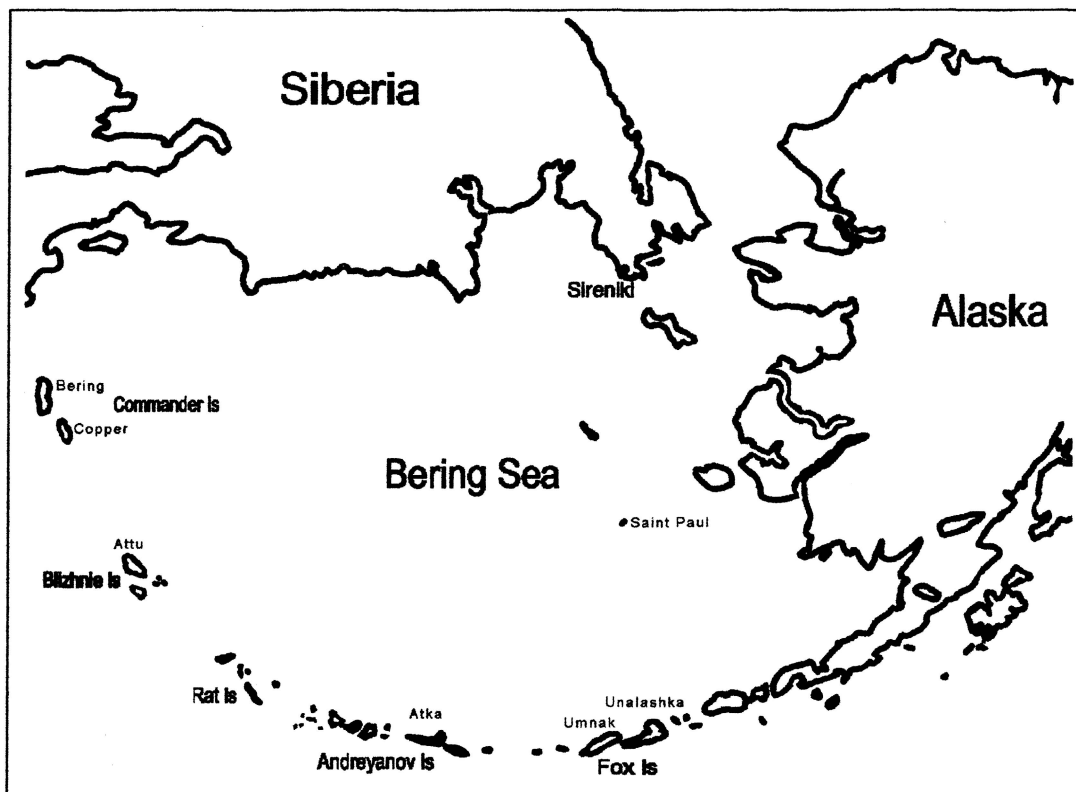 Siberia
Sireniki
Alaska
Bering
Commander Is
Copper
Bering Sea
Saint Paul
Attu
Blizhnie Is
Rat Is
Unalashka
Atka
Umnak
Andreyanov Is
Fox Is